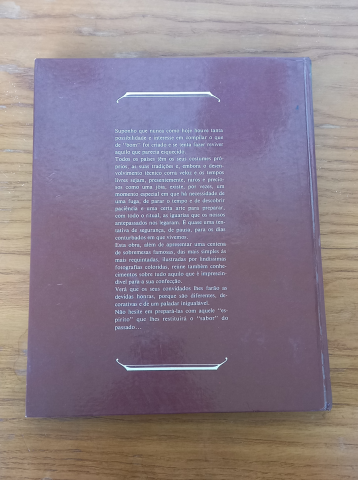 Suponho que nunca como hoje houve tanta
possibilidade e interesse em compilar o que
de "bom" foi criado e se tenta fazer reviver
aquilo que parecia esquecido.
Todos os países têm os seus costumes pró-
prios, as suas tradições e, embora o desen-
volvimento técnico corra veloz e os tempos
livres sejam, presentemente, raros e precio-
sos como uma jóia, existe, por vezes, um
momento especial em que há necessidade de
uma fuga, de parar o tempo e de descobrir
paciência e uma certa arte para preparar,
com todo o ritual, as iguarias que os nossos
antepassados nos legaram. É quase uma ten-
tativa de segurança, de pausa, para os dias
conturbados em que vivemos.
Esta obra, além de apresentar uma centena
de sobremesas famosas, das mais simples às
mais requintadas, ilustradas por lindíssimas
fotografias coloridas, reúne também conhe-
cimentos sobre tudo aquilo que é imprescin-
dível para a sua confecção.
Verá que os seus convidados lhes farão as
devidas honras, porque são diferentes, de-
corativas e de um paladar inigualável.
Não hesite em prepará-las com aquele "es-
pírito" que lhes restituirá o "sabor" do
passado...